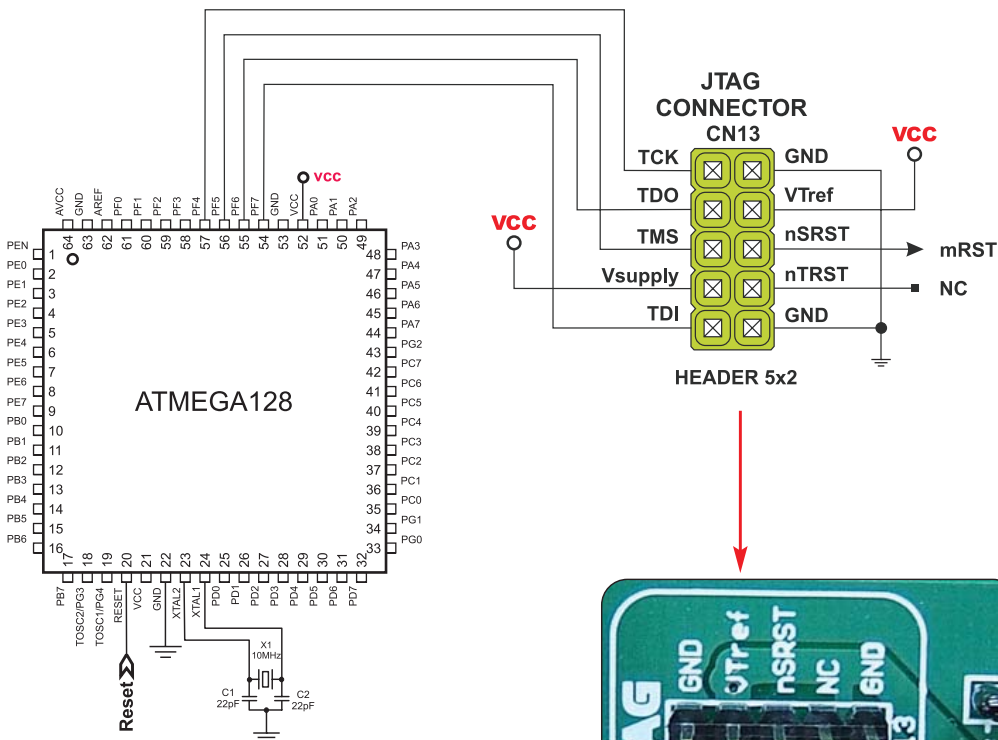 JTAG
CONNECTOR
CN13
TCK
TDO
TMS
Vsupply
TDI
GND
VTref
nSRST
nTRST
GND
VCC
VCC
mRST
NC
HEADER 5x2
vcc
AVCC
GND
AREF
PF0
PF1
PF2
PF3
PF4
PF5
PF6
PF7
GND
VCC
PA0
PA1
PA2
64
63
62
61
60
59
58
57
56
55
54
53
52
51
50
49
PEN
PE0
PE1
PE2
PE3
PE4
PE5
PE6
PE7
PB0
PB1
PB2
PB3
PB4
PB5
PB6
1
2
3
4
5
6
7
8
9
10
11
12
13
14
15
16
ATMEGA128
48
47
46
45
44
43
42
41
40
39
38
37
36
35
34
33
PA3
PA4
PA5
PA6
PA7
PG2
PC7
PC6
PC5
PC4
PC3
PC2
PC1
PC0
PG1
PG0
17
18
19
20
21
22
23
24
25
26
27
28
29
30
31
32
PB7
TOSC2/PG3
TOSC1/PG4
RESET
VCC
GND
XTAL2
XTAL1
PD0
PD1
PD2
PD3
PD4
PD5
PD6
PD7
Reset
X1
10MHz
C1
22pF
C2
22pF
GND
VTref
nSRST
NC
GND